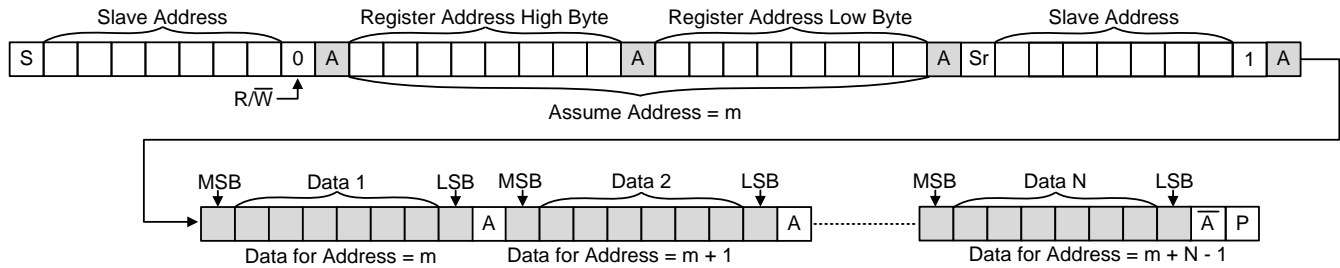 Slave Address Register Address High Byte Register Address Low Byte Slave Address
S 0 A A A Sr 1 A
R/W̅
Assume Address = m
MSB Data 1 LSB MSB Data 2 LSB MSB Data N LSB
A A A̅ P
Data for Address = m Data for Address = m + 1 Data for Address = m + N - 1